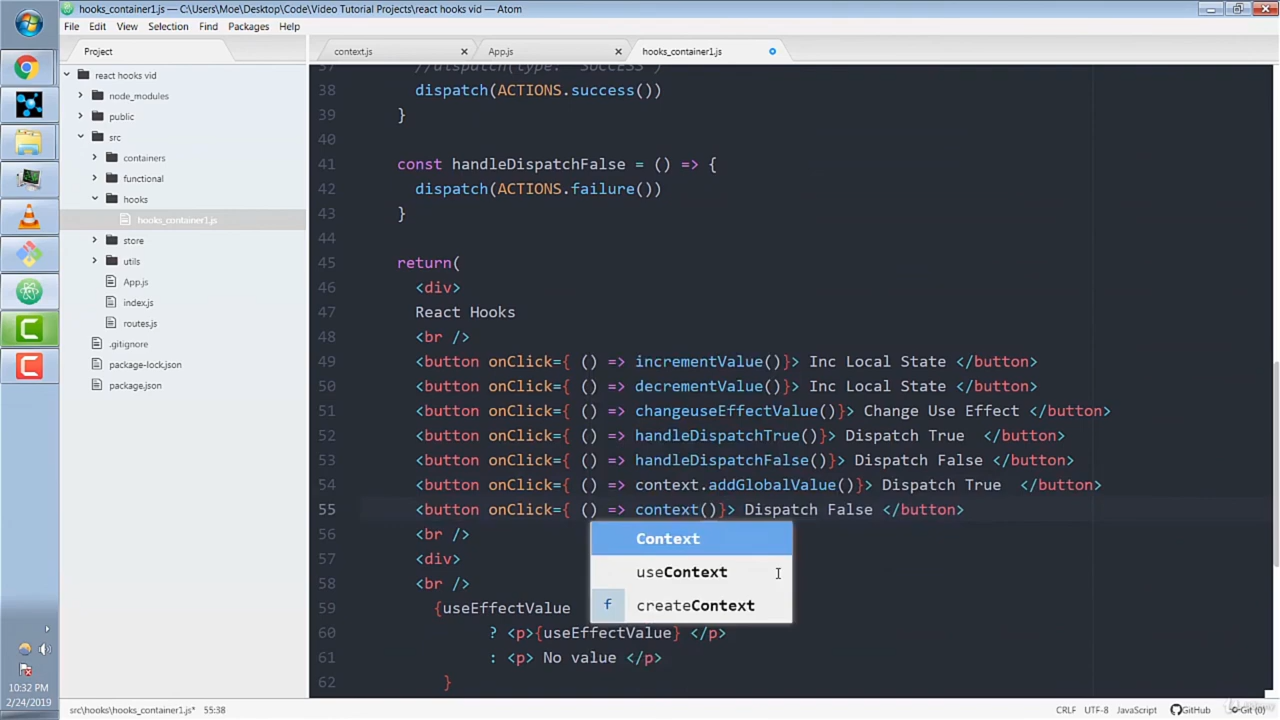 hooks_container1.js — C:\Users\Moe\Desktop\Code\Video Tutorial Projects\react hooks vid — Atom
File Edit View Selection Find Packages Help
Project
context.js
App.js
hooks_container1.js
react hooks vid
node_modules
public
src
containers
functional
hooks
hooks_container1.js
store
utils
App.js
index.js
routes.js
.gitignore
package-lock.json
package.json
37 //dispatch(type: "SUCCESS")
38 dispatch(ACTIONS.success())
39 }
40
41 const handleDispatchFalse = () => {
42 dispatch(ACTIONS.failure())
43 }
44
45 return(
46 <div>
47 React Hooks
48 <br />
49 <button onClick={ () => incrementValue()}> Inc Local State </button>
50 <button onClick={ () => decrementValue()}> Inc Local State </button>
51 <button onClick={ () => changeuseEffectValue()}> Change Use Effect </button>
52 <button onClick={ () => handleDispatchTrue()}> Dispatch True </button>
53 <button onClick={ () => handleDispatchFalse()}> Dispatch False </button>
54 <button onClick={ () => context.addGlobalValue()}> Dispatch True </button>
55 <button onClick={ () => context()}> Dispatch False </button>
56 <br />
57 <div>
58 <br />
59 {useEffectValue
60 ? <p>{useEffectValue} </p>
61 : <p> No value </p>
62 }
Context
useContext
f createContext
10:32 PM
2/24/2019
src\hooks\hooks_container1.js* 55:38
CRLF UTF-8 JavaScript GitHub Git (0)